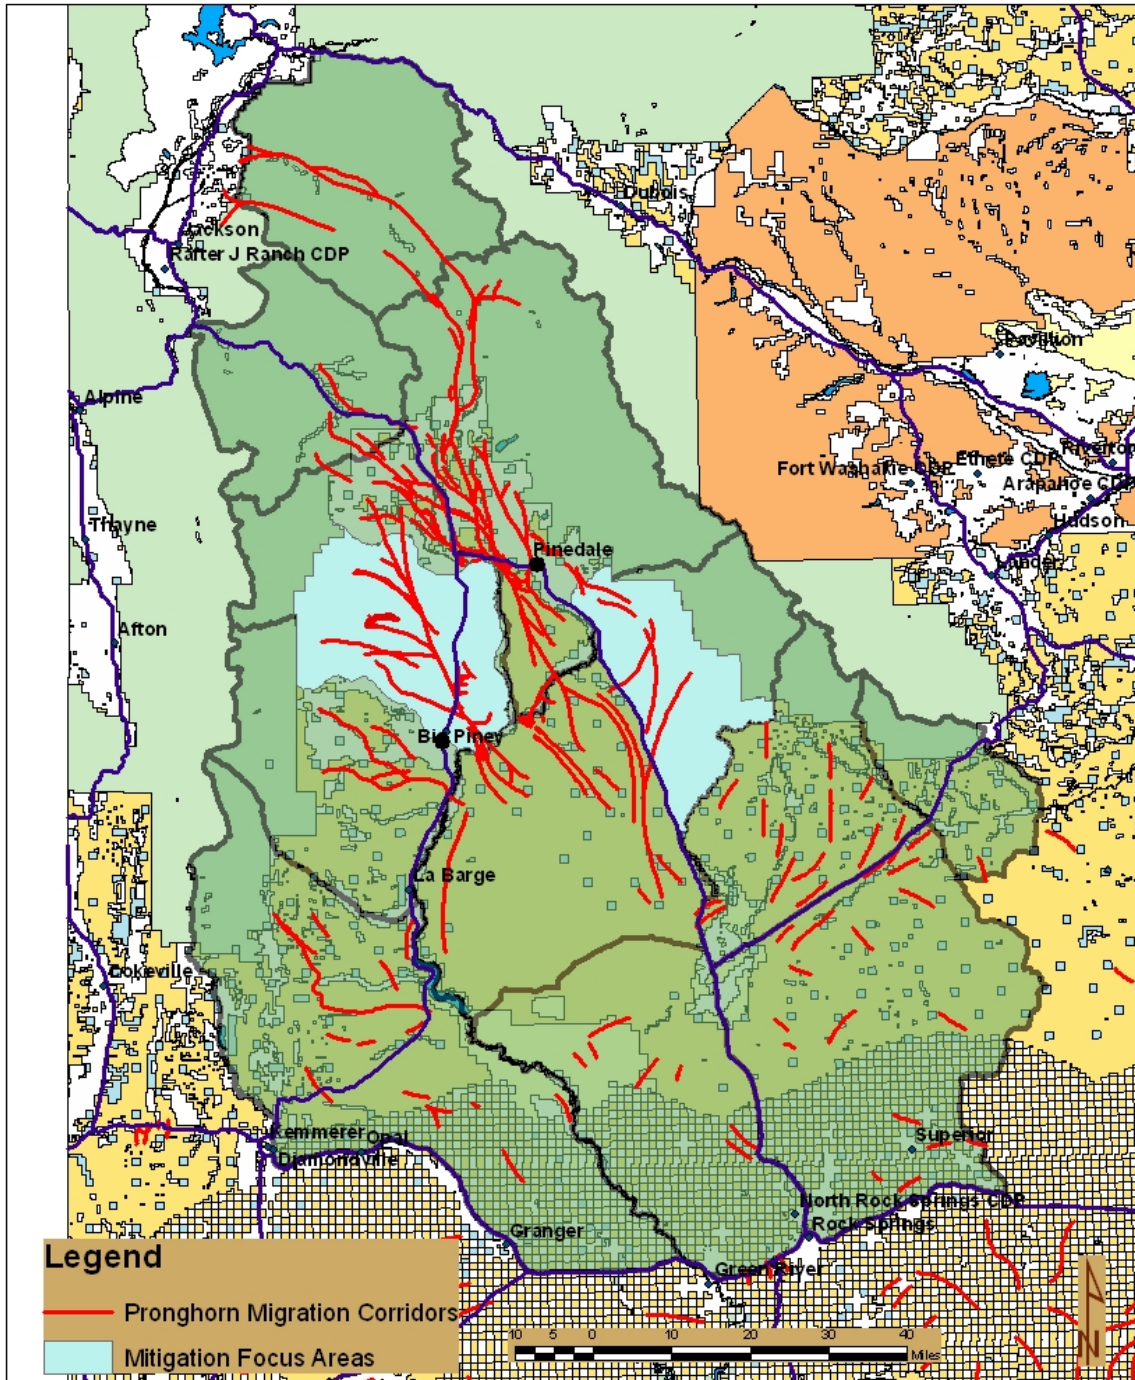 Dubois
Jackson
Rafter J Ranch CDP
Pavillion
Alpine
Riverton
Fort Washakie CDP
Ethete CDP
Arapahoe CDP
Thayne
Hudson
Pinedale
Lander
Afton
Big Piney
La Barge
Cokeville
Kemmerer
Opal
Diamondville
Superior
North Rock Springs CDP
Rock Springs
Granger
Green River
Legend
Pronghorn Migration Corridors
Mitigation Focus Areas
10 5 0 10 20 30 40
Miles
N